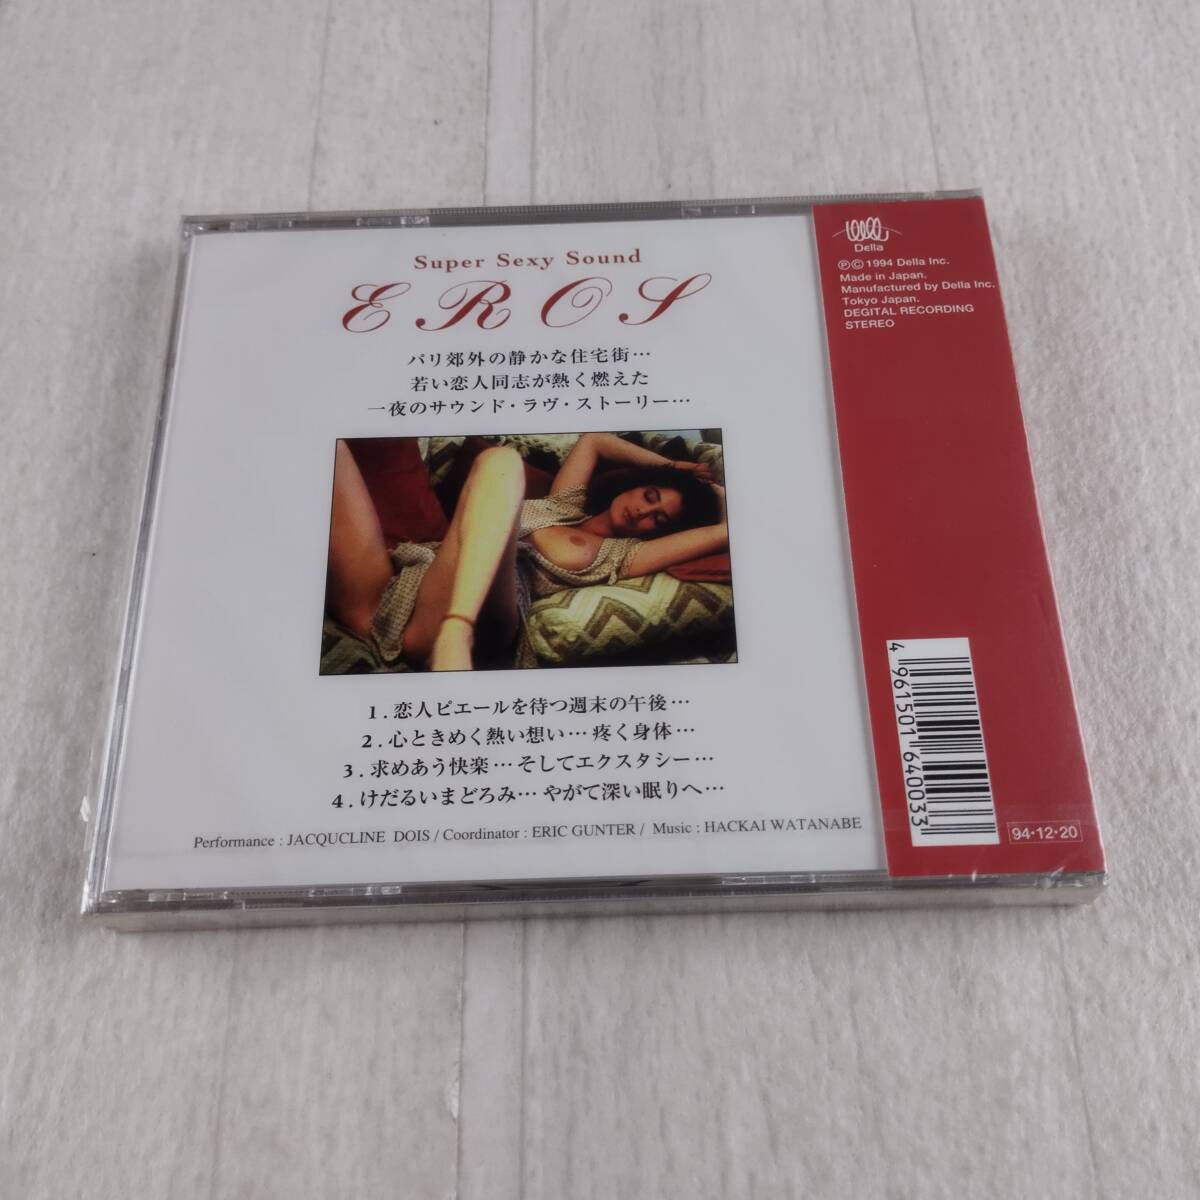 Super Sexy Sound
EROS
パリ郊外の静かな住宅街…
若い恋人同志が熱く燃えた
一夜のサウンド・ラヴ・ストーリー…
1.恋人ピエールを待つ週末の午後…
2.心ときめく熱い想い…疼く身体…
3.求めあう快楽…そしてエクスタシー…
4.けだるいまどろみ…やがて深い眠りへ…
Performance : JACQUCLINE DOIS / Coordinator : ERIC GUNTER / Music : HACKAI WATANABE
Della
ⓅⒸ 1994 Della Inc.
Made in Japan.
Manufactured by Della Inc.
Tokyo Japan.
DEGITAL RECORDING
STEREO
4 961501 640033
94・12・20